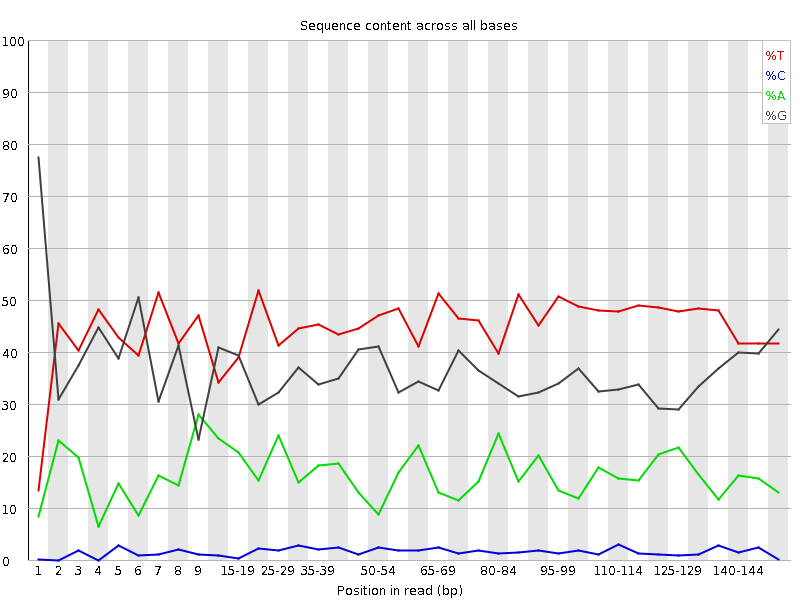 Sequence content across all bases
100
90
80
70
60
50
40
30
20
10
0
%T
%C
%A
%G
1 2 3 4 5 6 7 8 9 15-19 25-29 35-39 50-54 65-69 80-84 95-99 110-114 125-129 140-144
Position in read (bp)